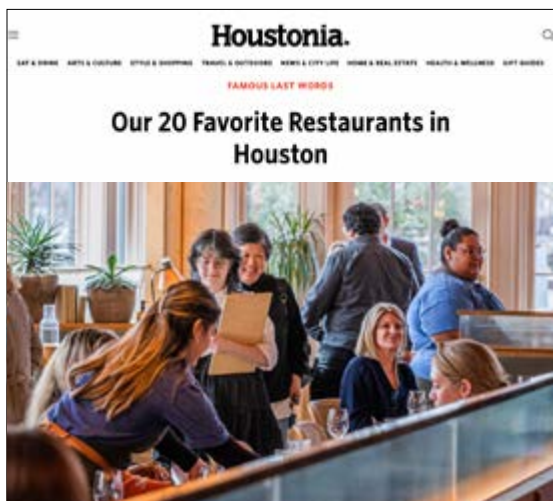 Houstonia.
EAT & DRINK ARTS & CULTURE STYLE & SHOPPING TRAVEL & OUTDOORS NEWS & CITY LIFE HOME & REAL ESTATE HEALTH & WELLNESS GIFT GUIDES
FAMOUS LAST WORDS
Our 20 Favorite Restaurants in
Houston